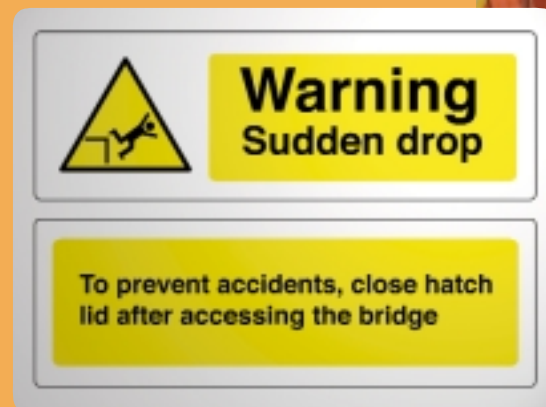 Warning
Sudden drop
To prevent accidents, close hatch
lid after accessing the bridge